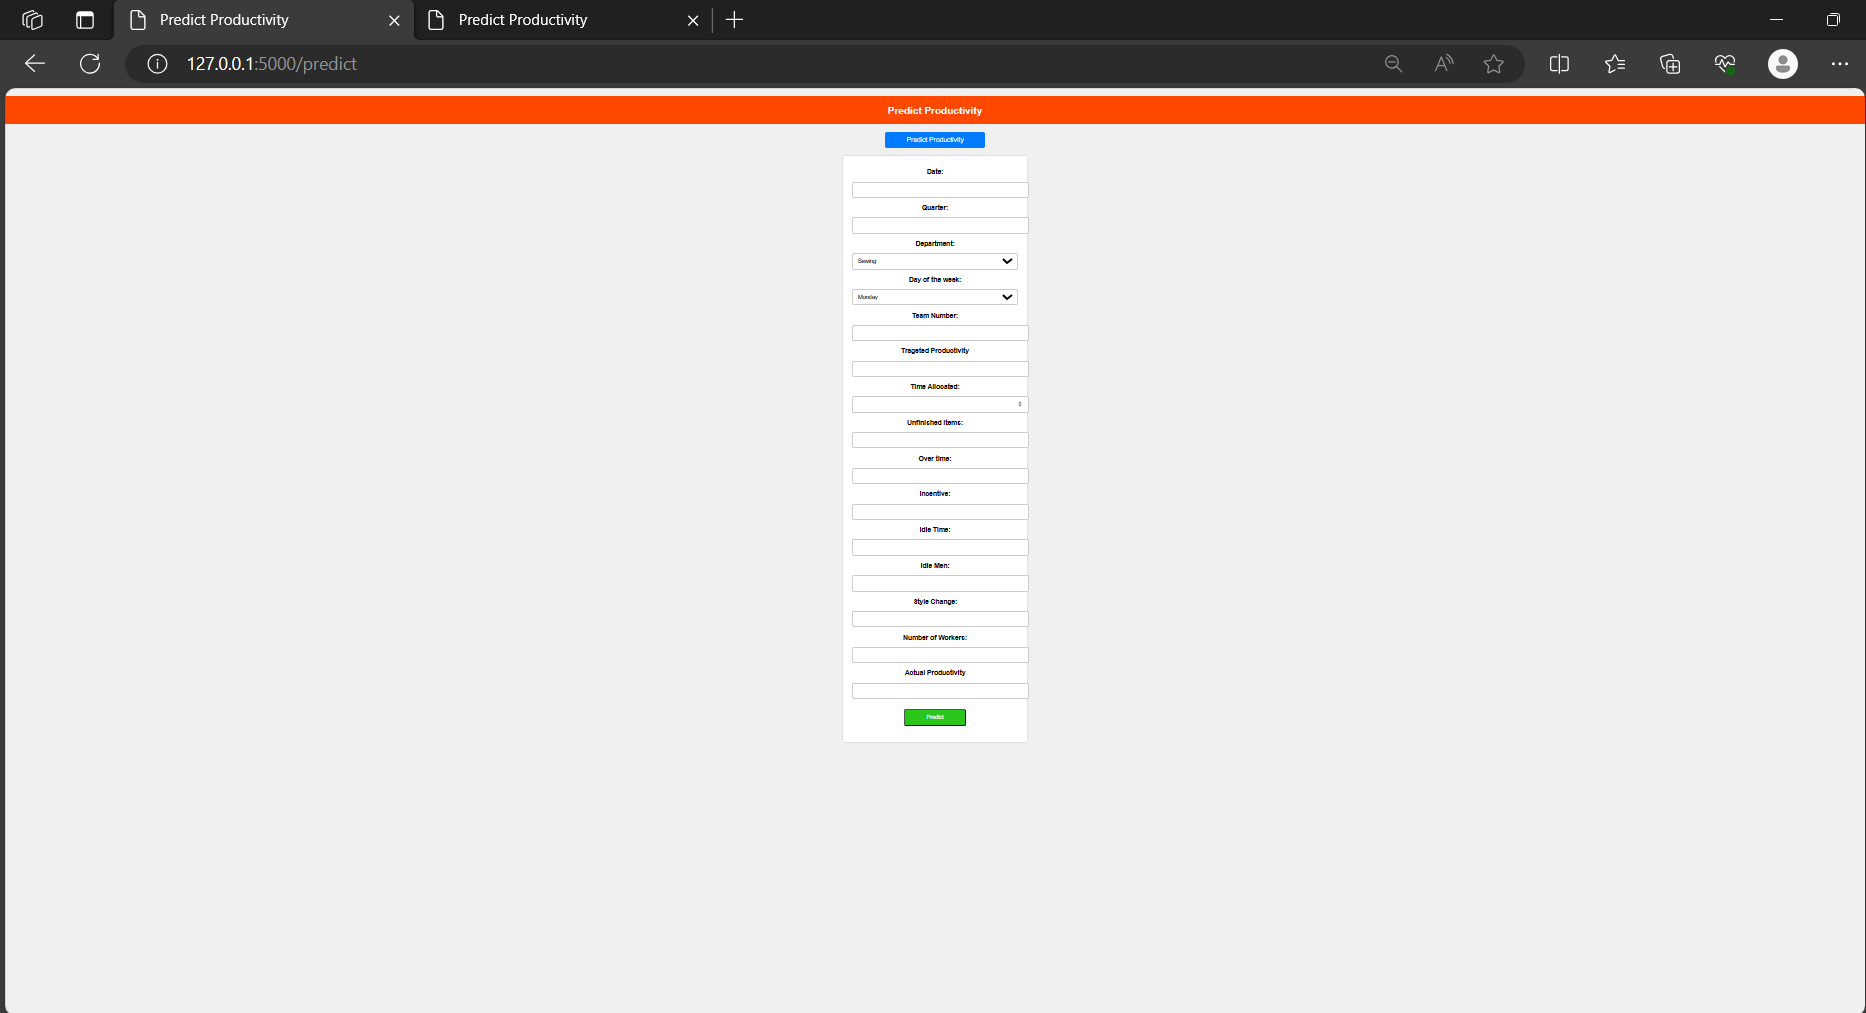 Predict Productivity
Predict Productivity
127.0.0.1:5000/predict
Predict Productivity
Predict Productivity
Date:
Quarter:
Department:
Sewing
Day of the week:
Monday
Team Number:
Trageted Productivity
Time Allocated:
Unfinished Items:
Over time:
Incentive:
Idle Time:
Idle Men:
Style Change:
Number of Workers:
Actual Productivity
Predict